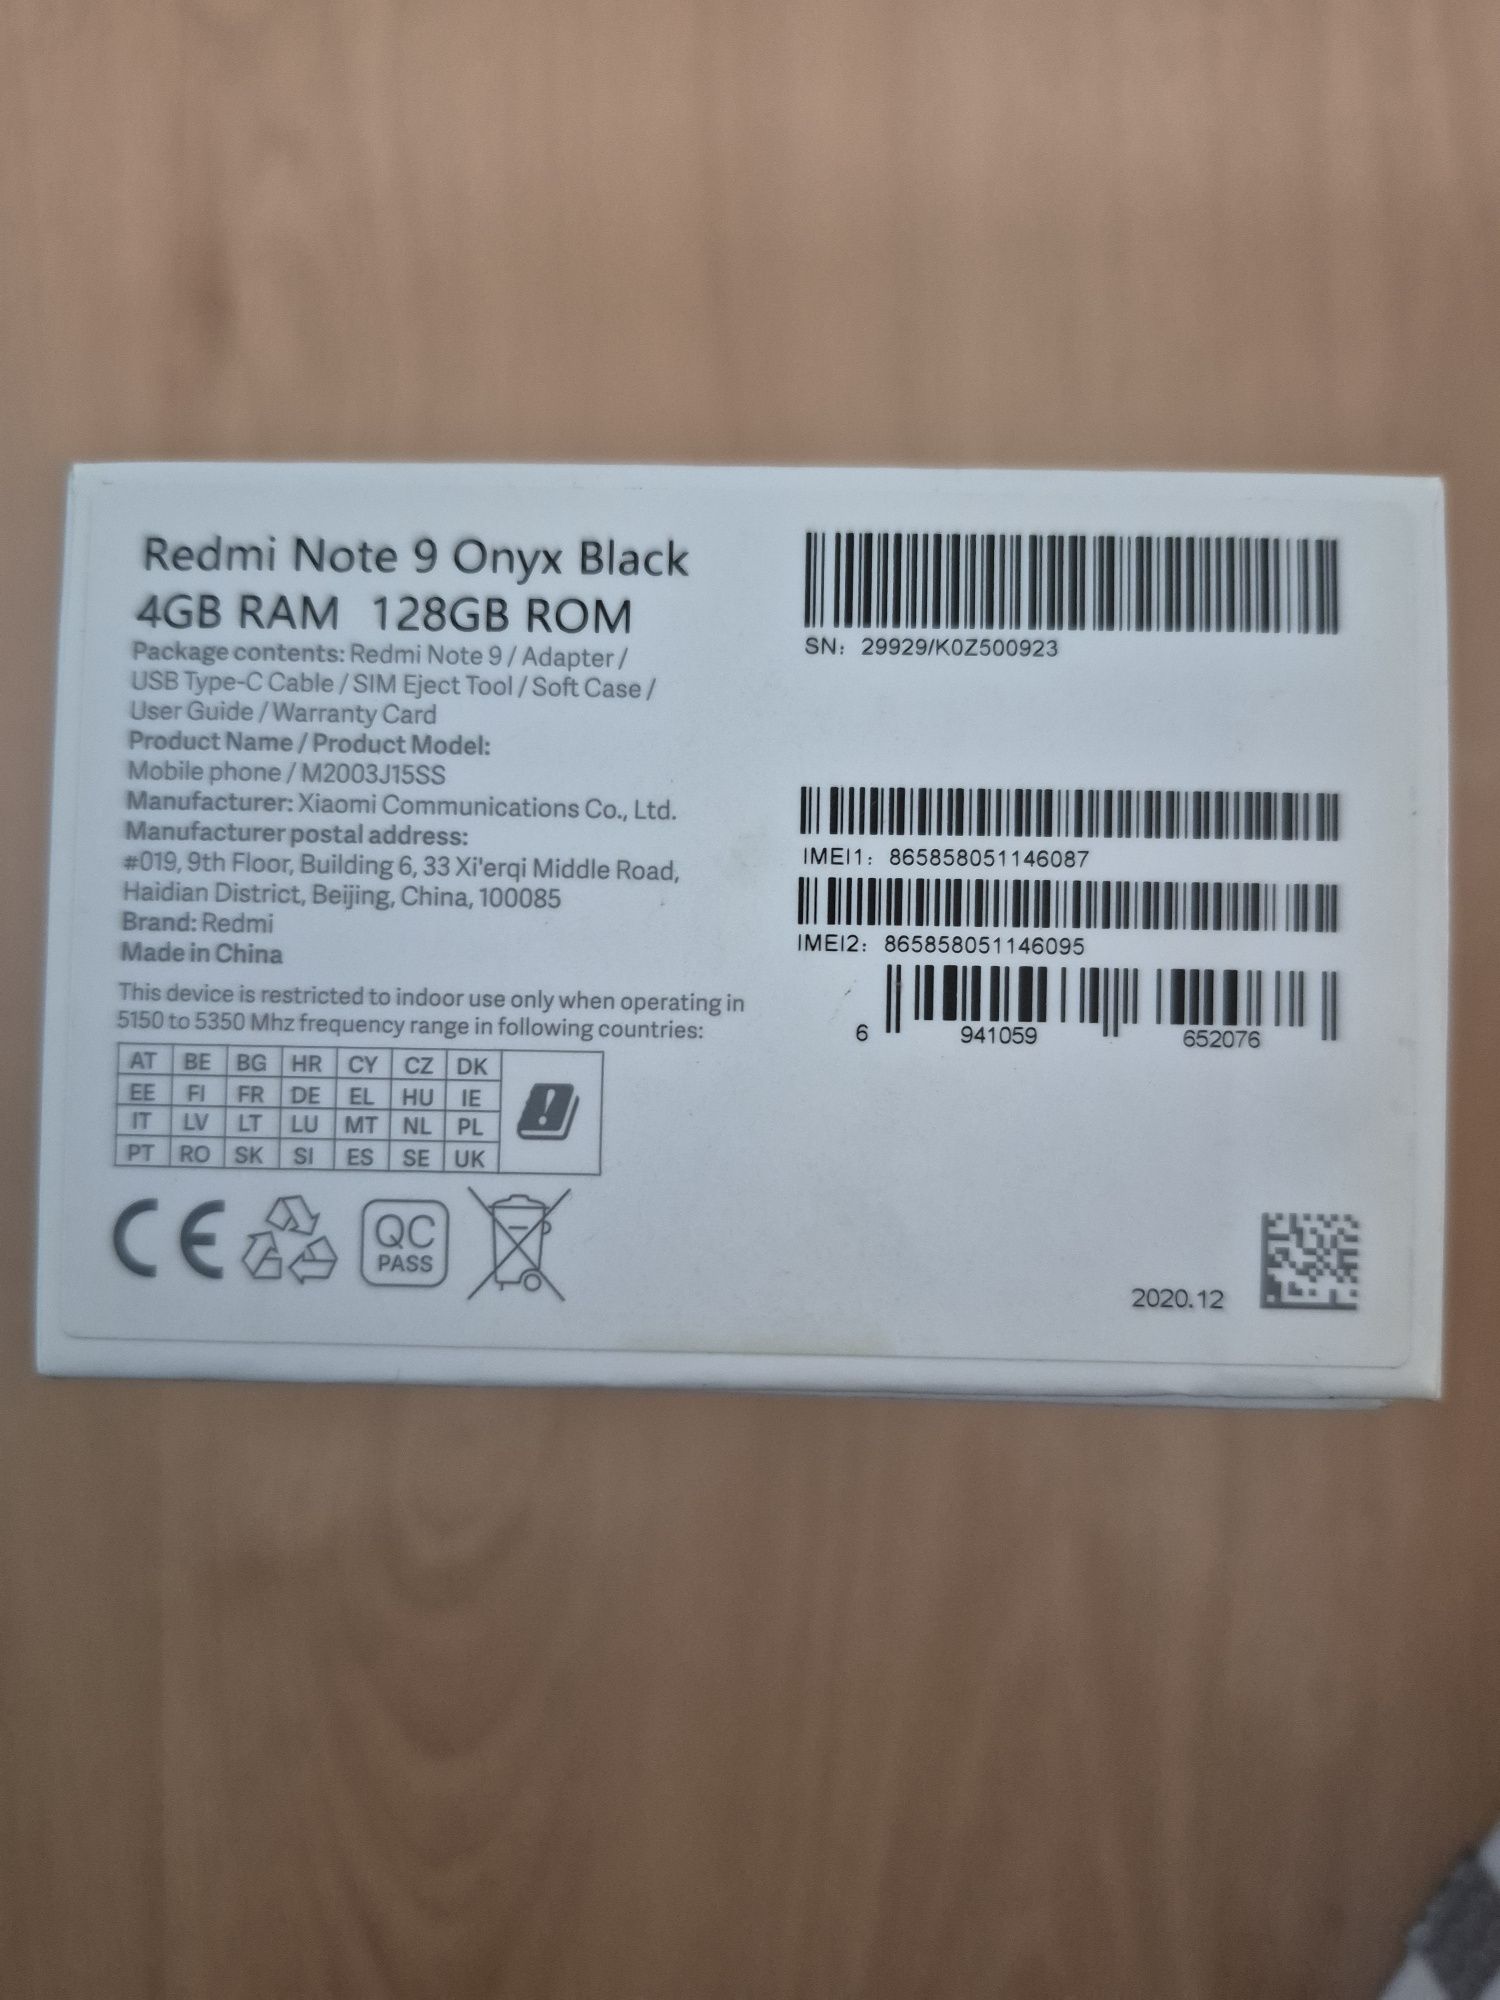 Redmi Note 9 Onyx Black
4GB RAM 128GB ROM
Package contents: Redmi Note 9 / Adapter /
USB Type-C Cable / SIM Eject Tool / Soft Case /
User Guide / Warranty Card
Product Name / Product Model:
Mobile phone / M2003J15SS
Manufacturer: Xiaomi Communications Co., Ltd.
Manufacturer postal address:
#019, 9th Floor, Building 6, 33 Xi'erqi Middle Road,
Haidian District, Beijing, China, 100085
Brand: Redmi
Made in China
This device is restricted to indoor use only when operating in
5150 to 5350 Mhz frequency range in following countries:
AT BE BG HR CY CZ DK
EE FI FR DE EL HU IE
IT LV LT LU MT NL PL
PT RO SK SI ES SE UK
CE
QC
PASS
SN: 29929/K0Z500923
IMEI1: 865858051146087
IMEI2: 865858051146095
6 941059 652076
2020.12